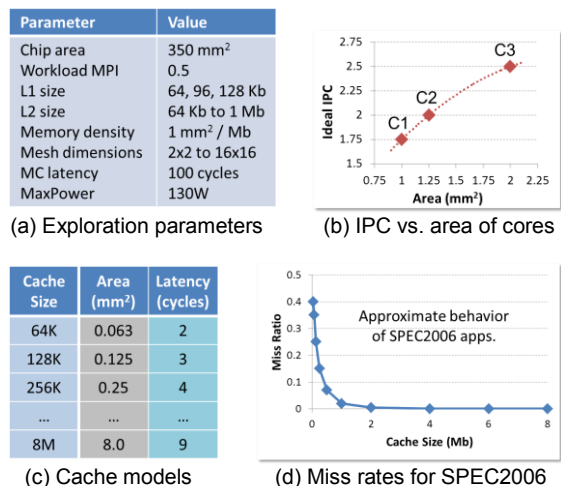 Parameter Value
Chip area 350 mm²
Workload MPI 0.5
L1 size 64, 96, 128 Kb
L2 size 64 Kb to 1 Mb
Memory density 1 mm² / Mb
Mesh dimensions 2x2 to 16x16
MC latency 100 cycles
MaxPower 130W
(a) Exploration parameters
2.75
2.5
2.25
2
1.75
1.5
Ideal IPC
C1
C2
C3
0.75 1 1.25 1.5 1.75 2 2.25
Area (mm²)
(b) IPC vs. area of cores
Cache Size Area (mm²) Latency (cycles)
64K 0.063 2
128K 0.125 3
256K 0.25 4
... ... ...
8M 8.0 9
(c) Cache models
0.5
0.4
0.3
0.2
0.1
0
Miss Ratio
Approximate behavior
of SPEC2006 apps.
0 2 4 6 8
Cache Size (Mb)
(d) Miss rates for SPEC2006